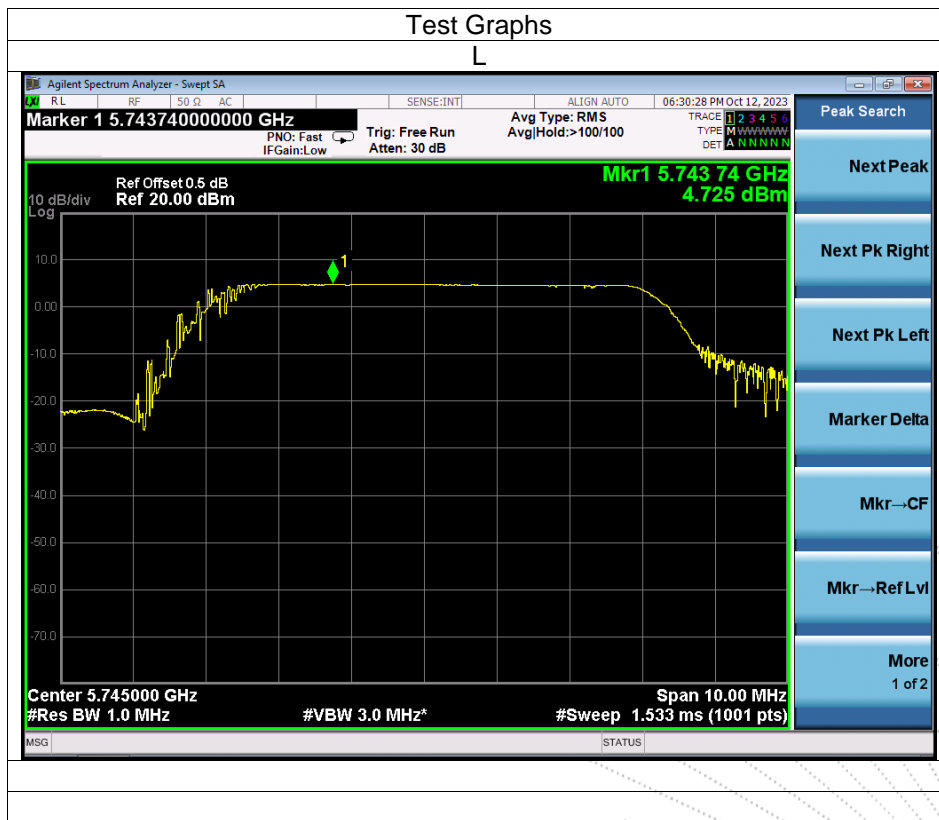 Test Graphs
L
Agilent Spectrum Analyzer - Swept SA
LXI RL RF 50 Ω AC SENSE:INT ALIGN AUTO 06:30:28 PM Oct 12, 2023
Marker 1 5.743740000000 GHz
PNO: Fast
IFGain:Low
Trig: Free Run
Atten: 30 dB
Avg Type: RMS
Avg|Hold:>100/100
TRACE 1 2 3 4 5 6
TYPE M WWWWW
DET A N N N N N
Peak Search
Mkr1 5.743 74 GHz
4.725 dBm
Ref Offset 0.5 dB
10 dB/div Ref 20.00 dBm
Log
1
10.0
0.00
-10.0
-20.0
-30.0
-40.0
-50.0
-60.0
-70.0
Center 5.745000 GHz
Span 10.00 MHz
#Res BW 1.0 MHz
#VBW 3.0 MHz*
#Sweep 1.533 ms (1001 pts)
Next Peak
Next Pk Right
Next Pk Left
Marker Delta
Mkr→CF
Mkr→Ref Lvl
More
1 of 2
MSG
STATUS